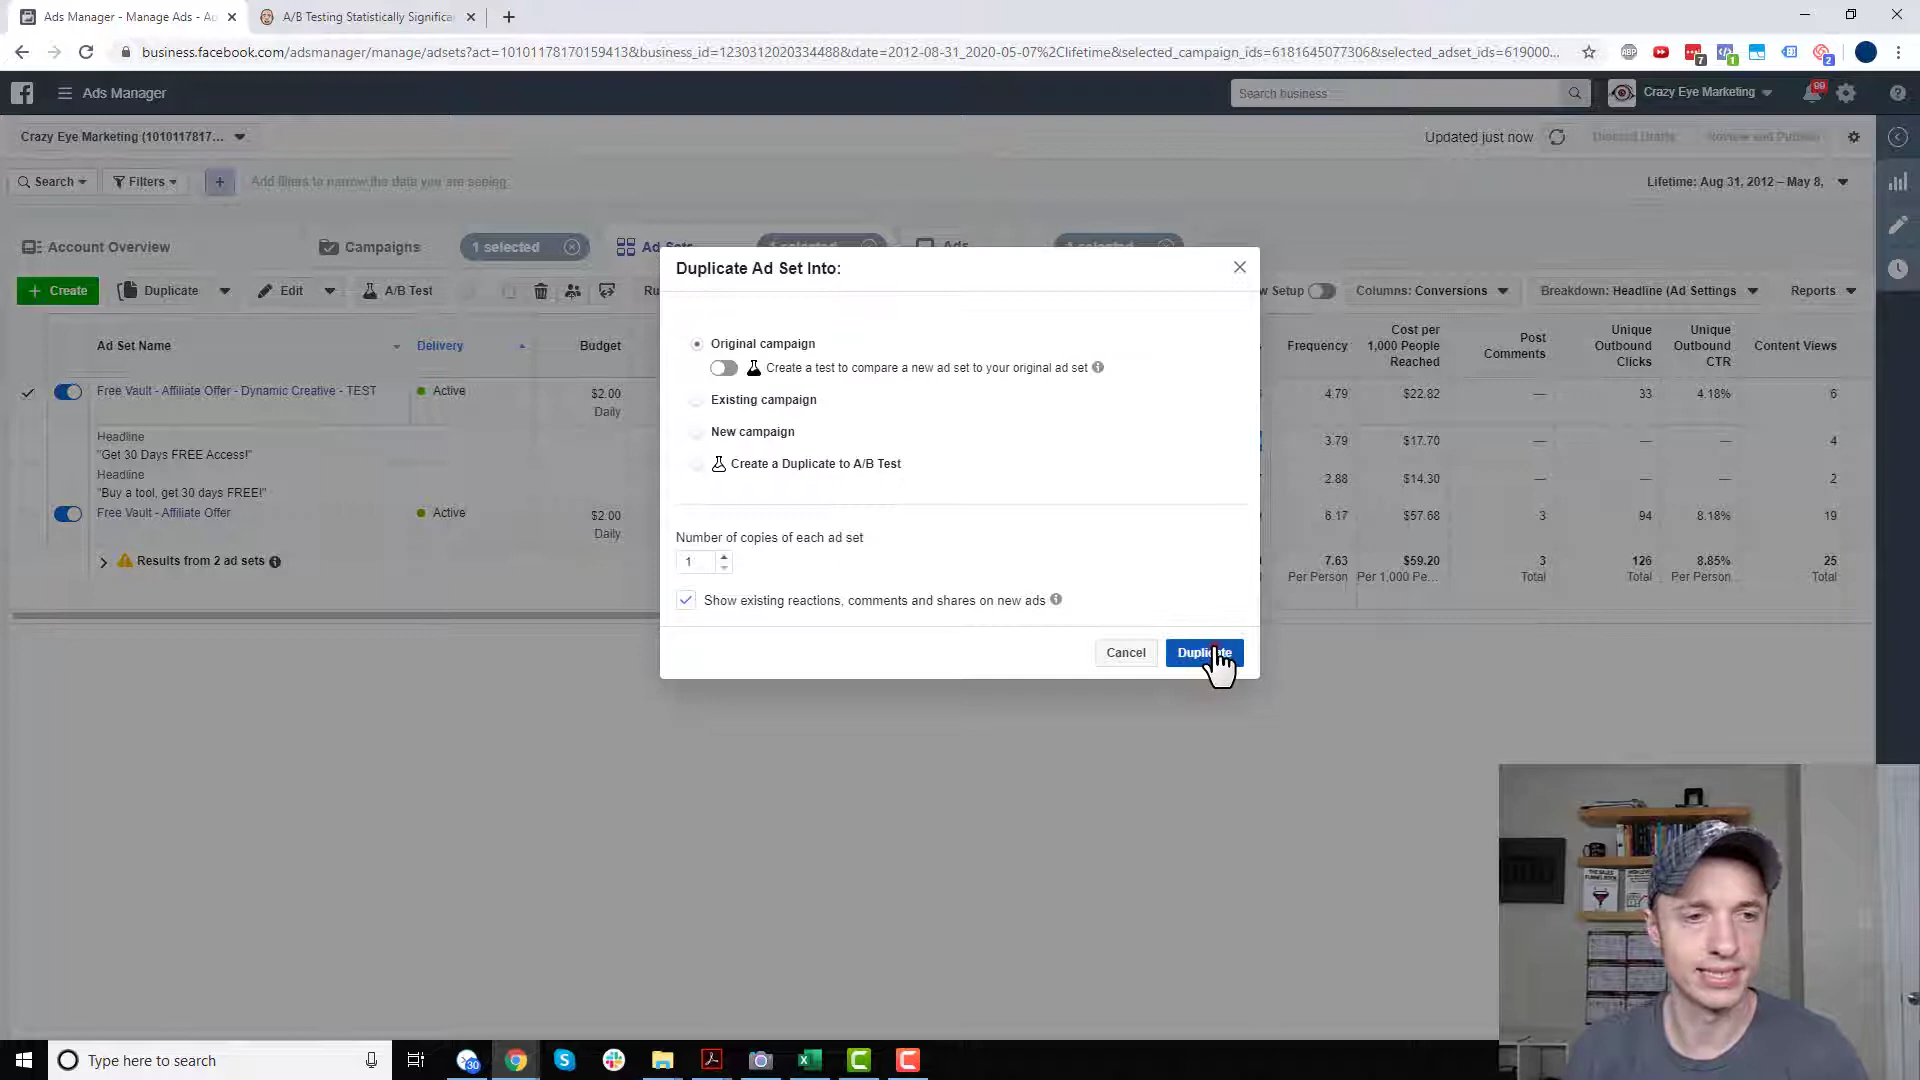 Ads Manager - Manage Ads - Ad
A/B Testing Statistically Significa
business.facebook.com/adsmanager/manage/adsets?act=10101178170159413&business_id=1230312020334488&date=2012-08-31_2020-05-07%2Clifetime&selected_campaign_ids=6181645077306&selected_adset_ids=619000...
ABP
7
1
2
Ads Manager
Search business
Crazy Eye Marketing
99
Crazy Eye Marketing (1010117817...
Updated just now
Discard Drafts
Review and Publish
Search
Filters
Add filters to narrow the data you are seeing.
Lifetime: Aug 31, 2012 – May 8,
Account Overview
Campaigns
1 selected
Ad Sets
1 selected
Ads
1 selected
Create
Duplicate
Edit
A/B Test
Ru
w Setup
Columns: Conversions
Breakdown: Headline (Ad Settings
Reports
Ad Set Name
Delivery
Budget
Frequency
Cost per 1,000 People Reached
Post Comments
Unique Outbound Clicks
Unique Outbound CTR
Content Views
Free Vault - Affiliate Offer - Dynamic Creative - TEST
Active
$2.00
Daily
4.79
$22.82
—
33
4.18%
6
Headline
"Get 30 Days FREE Access!"
3.79
$17.70
—
—
—
4
Headline
"Buy a tool, get 30 days FREE!"
2.88
$14.30
—
—
—
2
Free Vault - Affiliate Offer
Active
$2.00
Daily
6.17
$57.68
3
94
8.18%
19
Results from 2 ad sets
7.63
Per Person
$59.20
Per 1,000 Pe...
3
Total
126
Total
8.85%
Per Person
25
Total
Duplicate Ad Set Into:
Original campaign
Create a test to compare a new ad set to your original ad set
Existing campaign
New campaign
Create a Duplicate to A/B Test
Number of copies of each ad set
1
Show existing reactions, comments and shares on new ads
Cancel
Duplicate
Type here to search
30